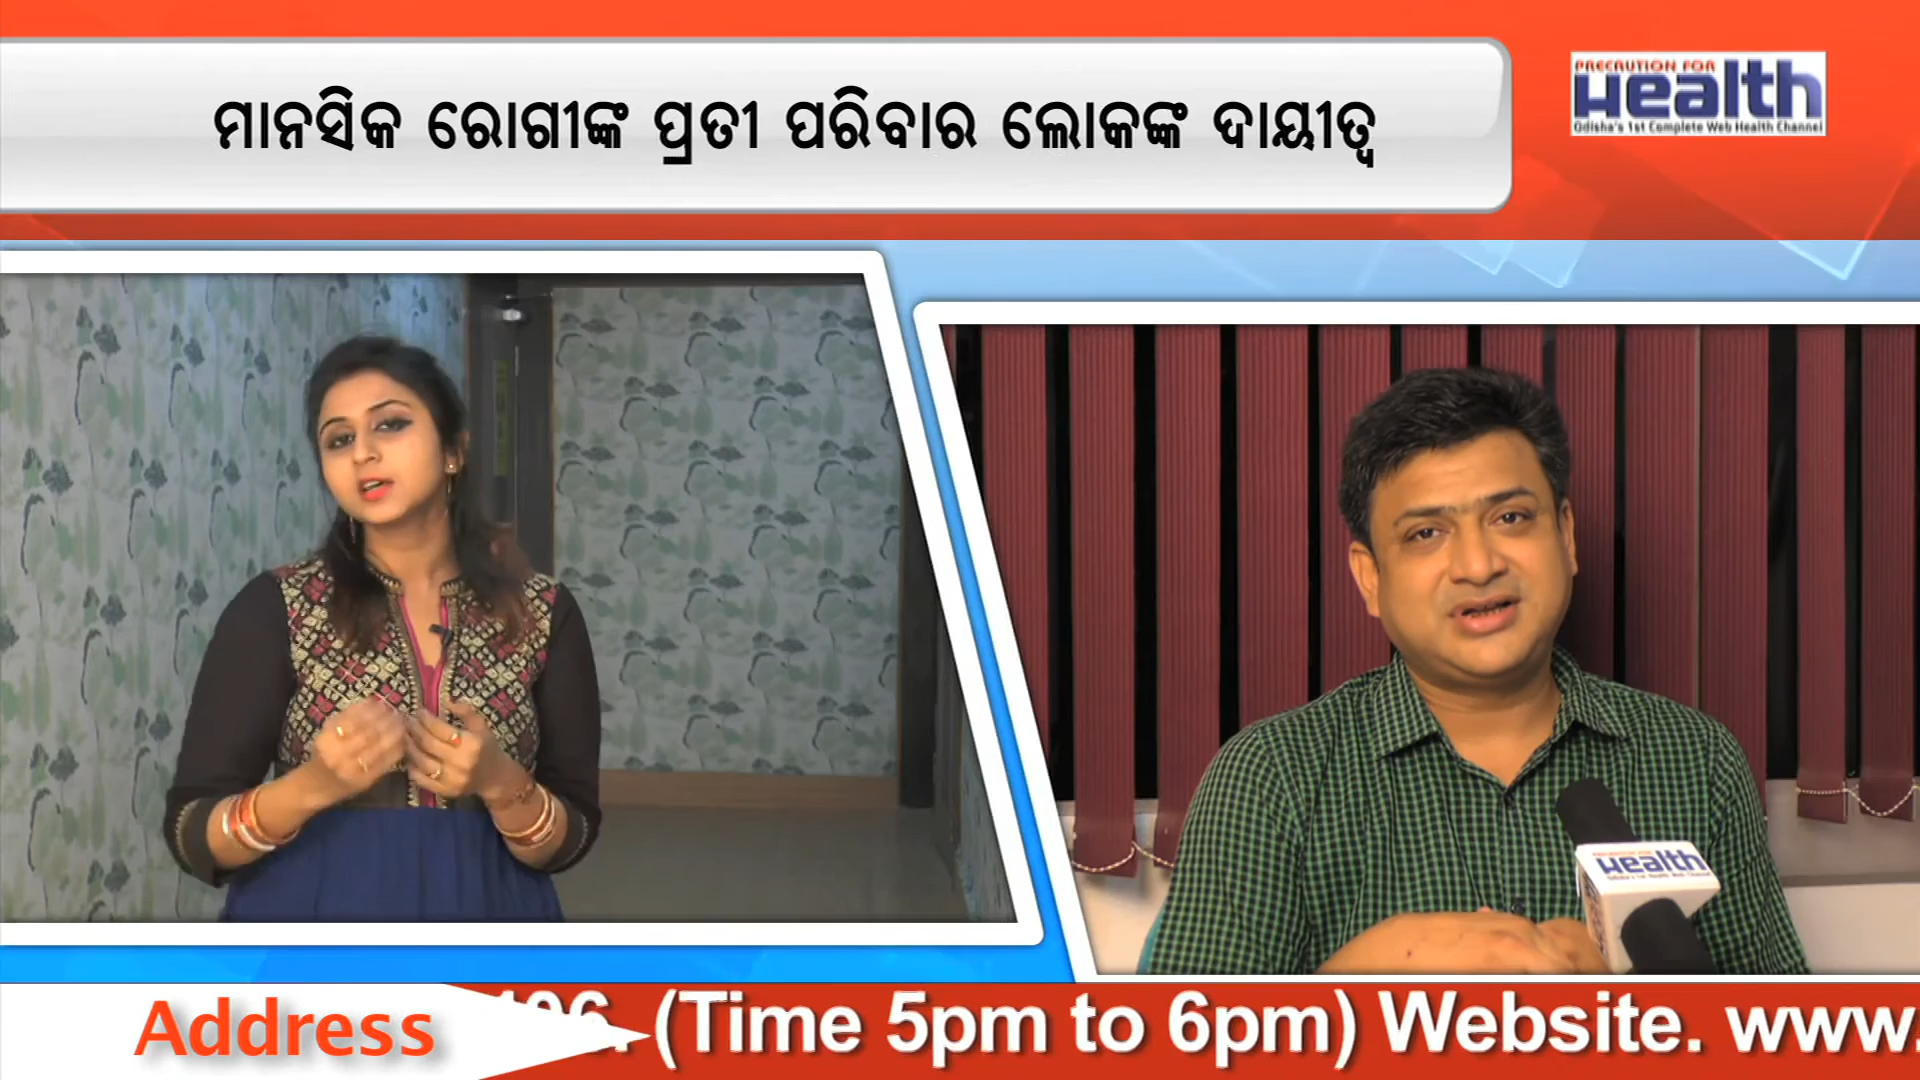 ମାନସିକ ରୋଗୀଙ୍କ ପ୍ରତୀ ପରିବାର ଲୋକଙ୍କ ଦାୟୀତ୍ୱ
PRECAUTION FOR
Health
Odisha's 1st Complete Web Health Channel
Health
Address
(Time 5pm to 6pm) Website. www.